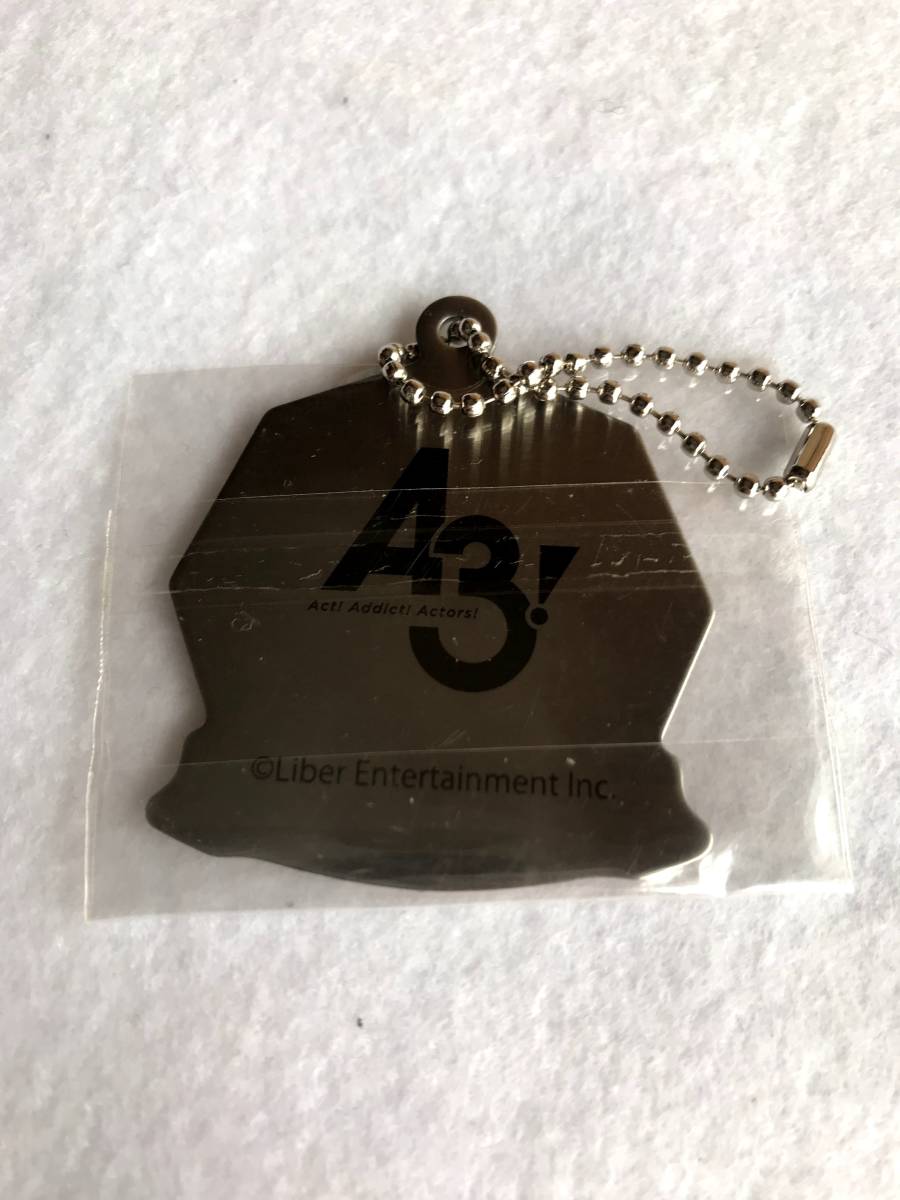 A3!
Act! Addict! Actors!
©Liber Entertainment Inc.